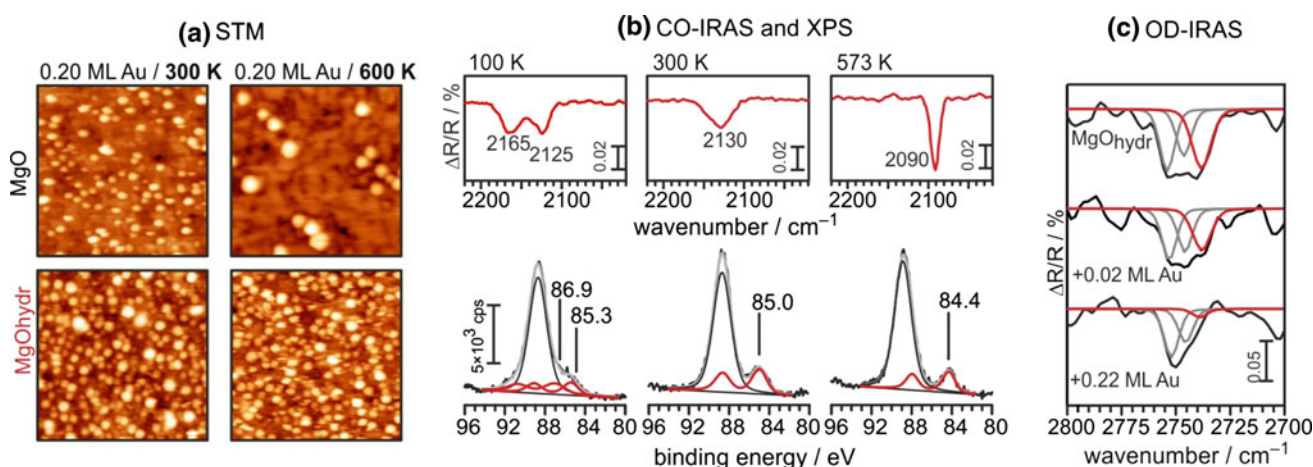 (a) STM
0.20 ML Au / 300 K
0.20 ML Au / 600 K
MgO
MgOhydr
(b) CO-IRAS and XPS
100 K
300 K
573 K
ΔR/R / %
2165
2125
0.02
2130
0.02
2090
0.02
2200 2100
2200 2100
2200 2100
wavenumber / cm⁻¹
5×10³ cps
86.9
85.3
85.0
84.4
96 92 88 84 80
96 92 88 84 80
96 92 88 84 80
binding energy / eV
(c) OD-IRAS
ΔR/R / %
MgOhydr
+0.02 ML Au
+0.22 ML Au
0.05
2800 2775 2750 2725 2700
wavenumber / cm⁻¹